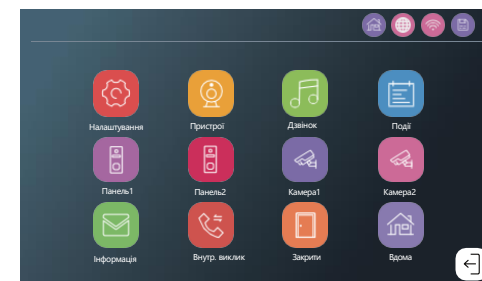 Налаштування Пристрої Дзвінок Події
Панель1 Панель2 Камера1 Камера2
Інформація Внутр. виклик Закрити Вдома